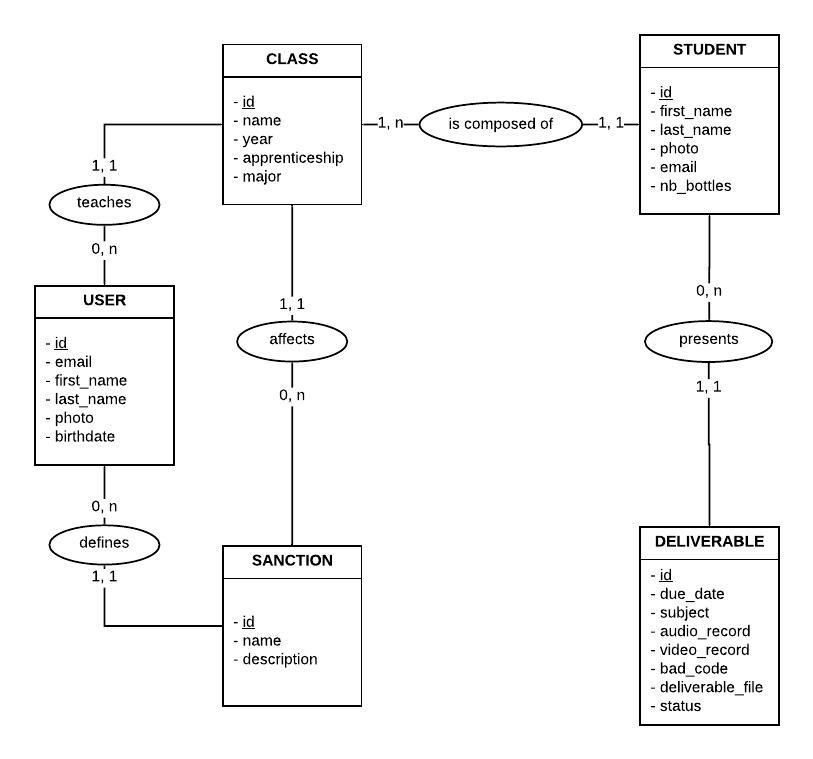 CLASS
- id
- name
- year
- apprenticeship
- major
1, n
is composed of
1, 1
STUDENT
- id
- first_name
- last_name
- photo
- email
- nb_bottles
1, 1
teaches
0, n
USER
- id
- email
- first_name
- last_name
- photo
- birthdate
1, 1
affects
0, n
0, n
presents
1, 1
0, n
defines
1, 1
SANCTION
- id
- name
- description
DELIVERABLE
- id
- due_date
- subject
- audio_record
- video_record
- bad_code
- deliverable_file
- status